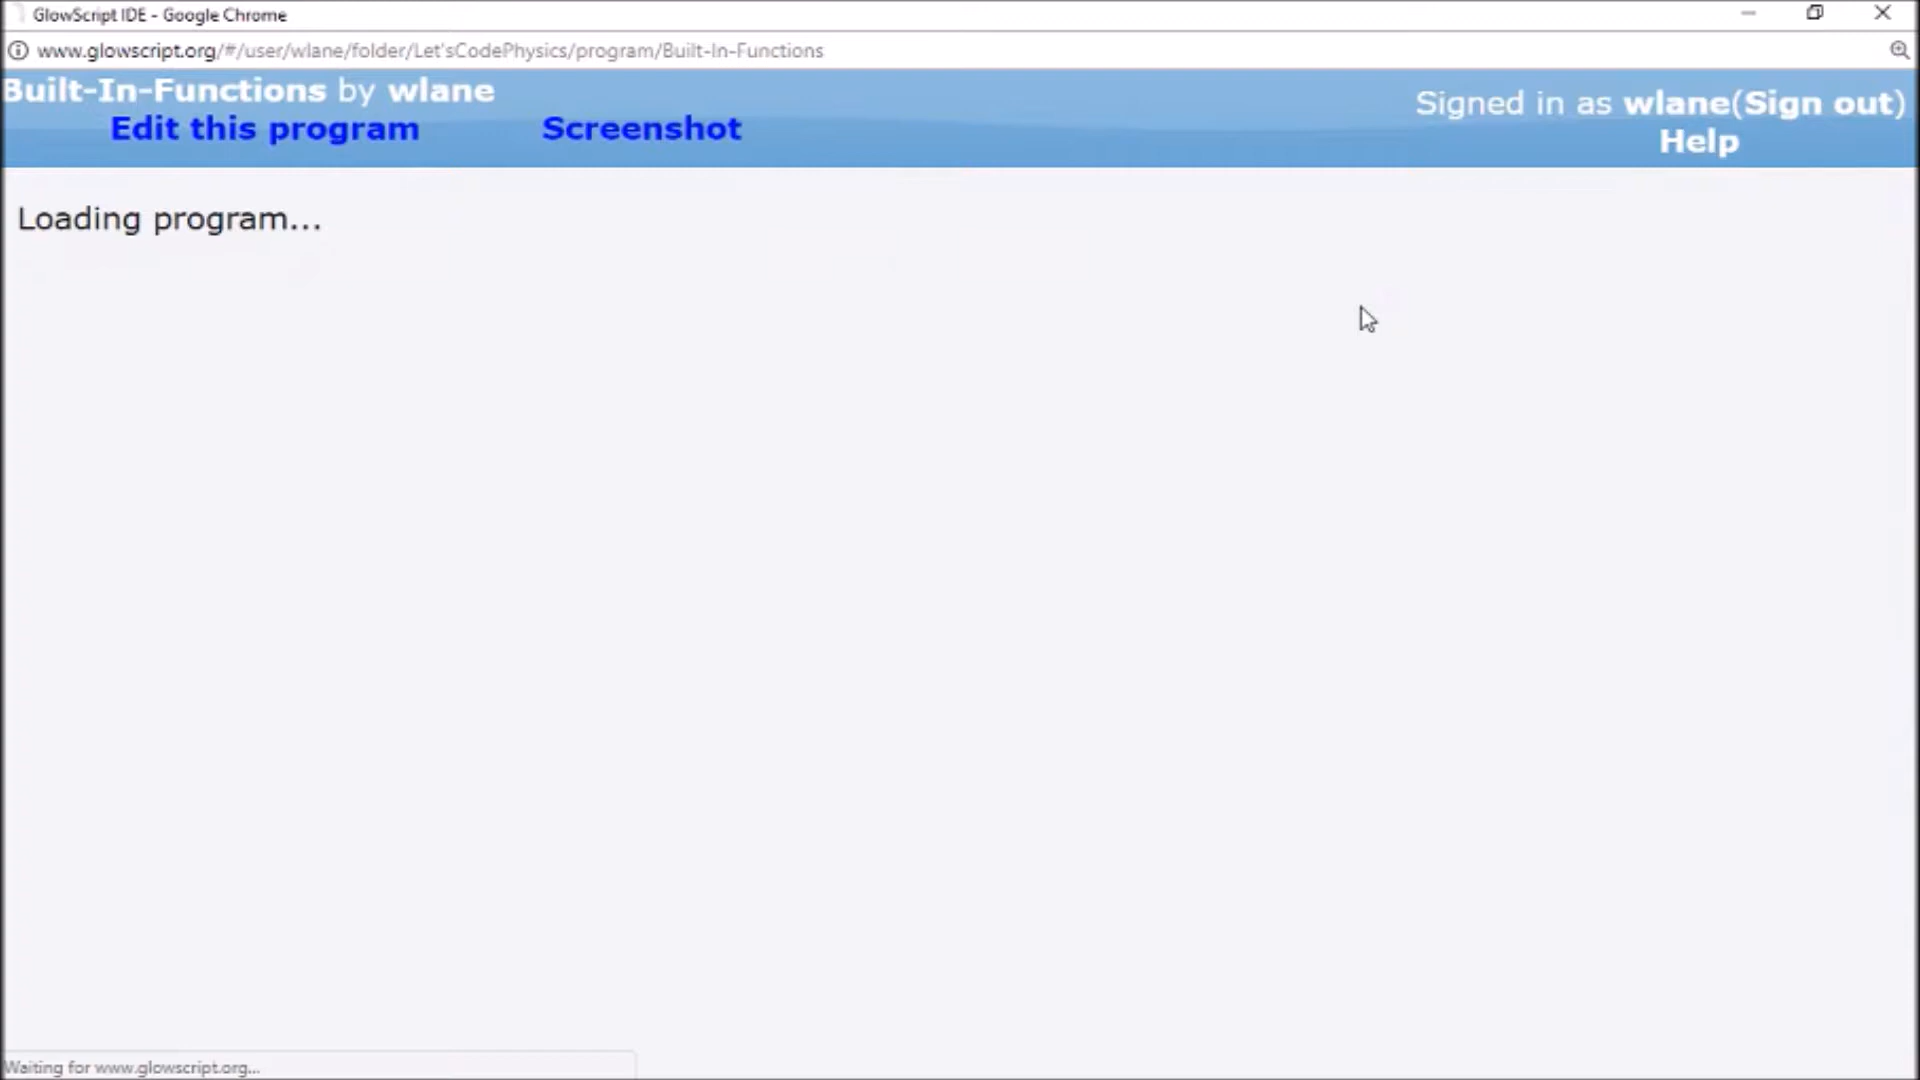 GlowScript IDE - Google Chrome
www.glowscript.org/#/user/wlane/folder/Let'sCodePhysics/program/Built-In-Functions
Built-In-Functions by wlane
Signed in as wlane(Sign out)
Edit this program Screenshot
Help
Loading program...
Waiting for www.glowscript.org...